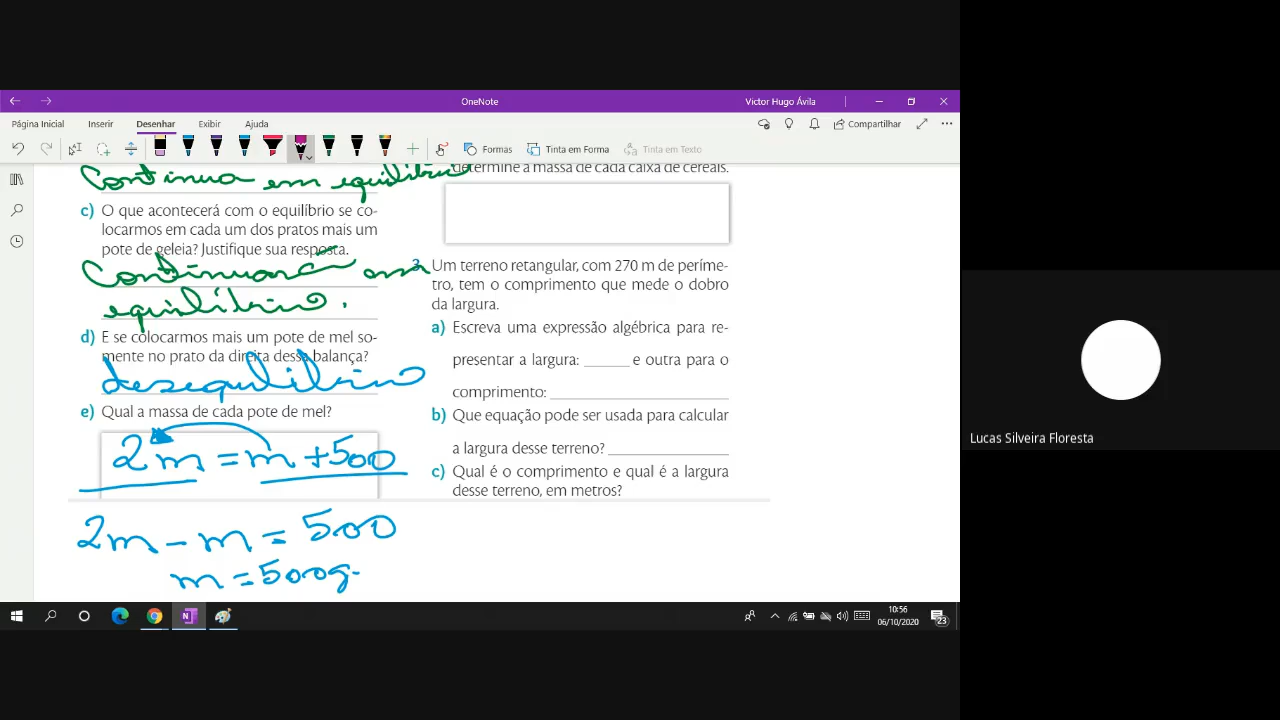 OneNote
Victor Hugo Ávila
Página Inicial
Inserir
Desenhar
Exibir
Ajuda
Compartilhar
Formas
Tinta em Forma
Tinta em Texto
Continua em equilíbrio
c) O que acontecerá com o equilíbrio se co-
locarmos em cada um dos pratos mais um
pote de geleia? Justifique sua resposta.
Continuará em
equilíbrio.
d) E se colocarmos mais um pote de mel so-
mente no prato da direita dessa balança?
desequilíbrio
e) Qual a massa de cada pote de mel?
2m = m + 500
2m - m = 500
m = 500g.
determine a massa de cada caixa de cereais.
3 Um terreno retangular, com 270 m de períme-
tro, tem o comprimento que mede o dobro
da largura.
a) Escreva uma expressão algébrica para re-
presentar a largura: ______ e outra para o
comprimento: ______
b) Que equação pode ser usada para calcular
a largura desse terreno? ______
c) Qual é o comprimento e qual é a largura
desse terreno, em metros?
Lucas Silveira Floresta
10:56
06/10/2020
23